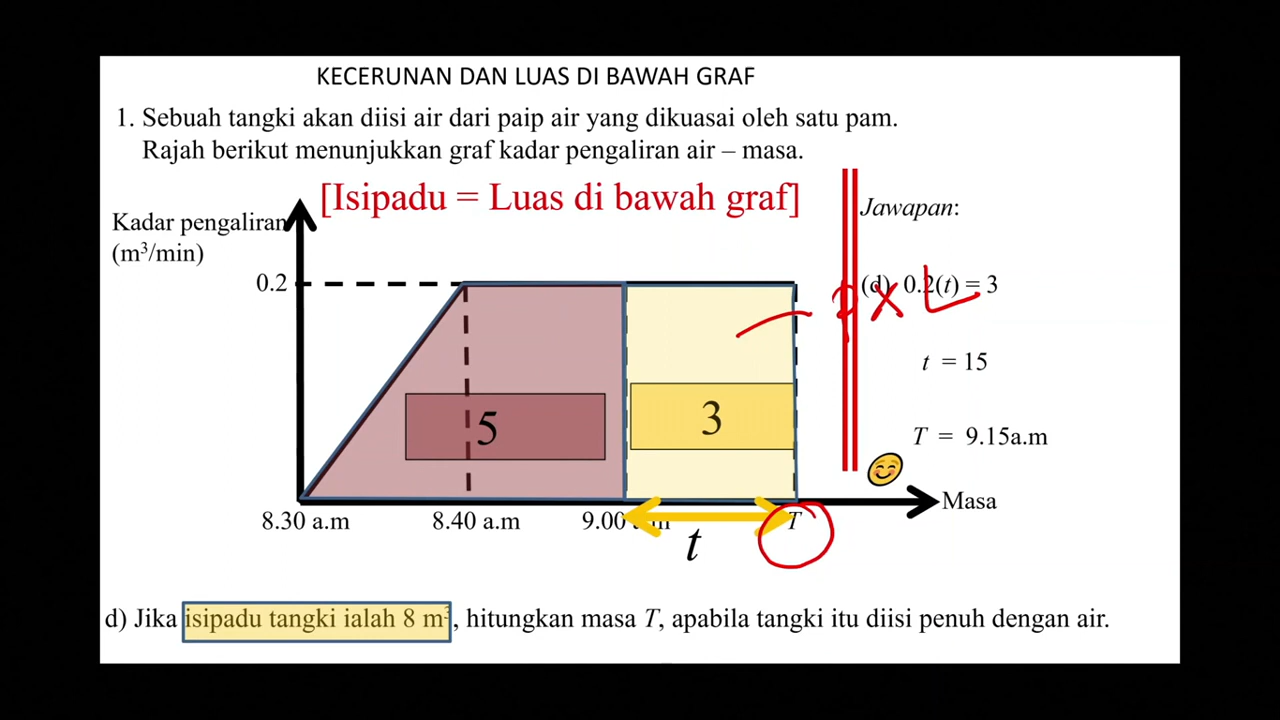 KECERUNAN DAN LUAS DI BAWAH GRAF
1. Sebuah tangki akan diisi air dari paip air yang dikuasai oleh satu pam.
Rajah berikut menunjukkan graf kadar pengaliran air – masa.
[Isipadu = Luas di bawah graf]
Kadar pengaliran
(m³/min)
0.2
5
3
8.30 a.m
8.40 a.m
9.00
T
Masa
t
Jawapan:
(d) 0.2(t) = 3
× L
t = 15
T = 9.15a.m
d) Jika isipadu tangki ialah 8 m³, hitungkan masa T, apabila tangki itu diisi penuh dengan air.